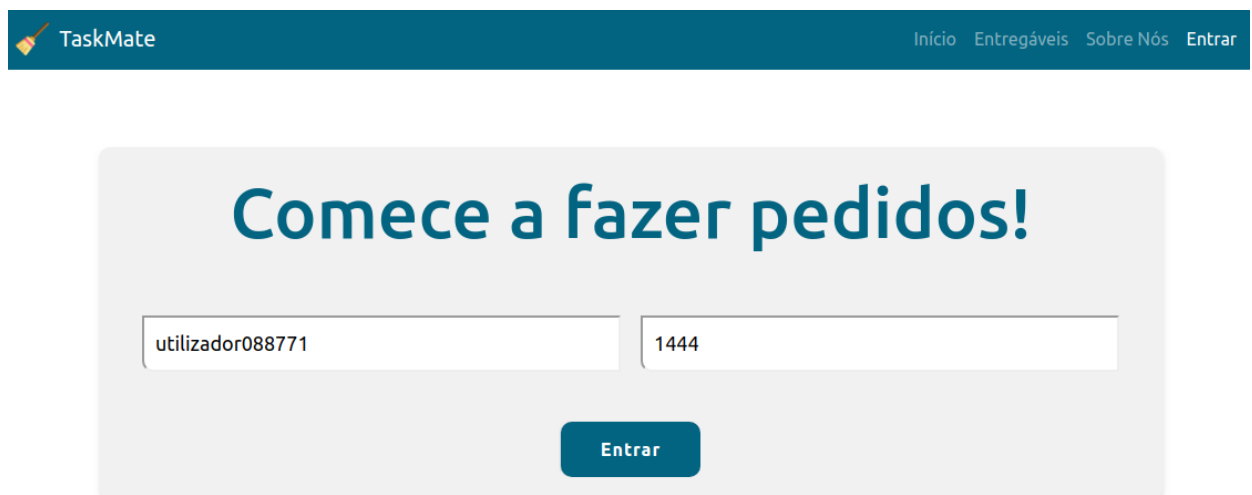 TaskMate Início Entregáveis Sobre Nós Entrar
Comece a fazer pedidos!
utilizador088771 1444
Entrar